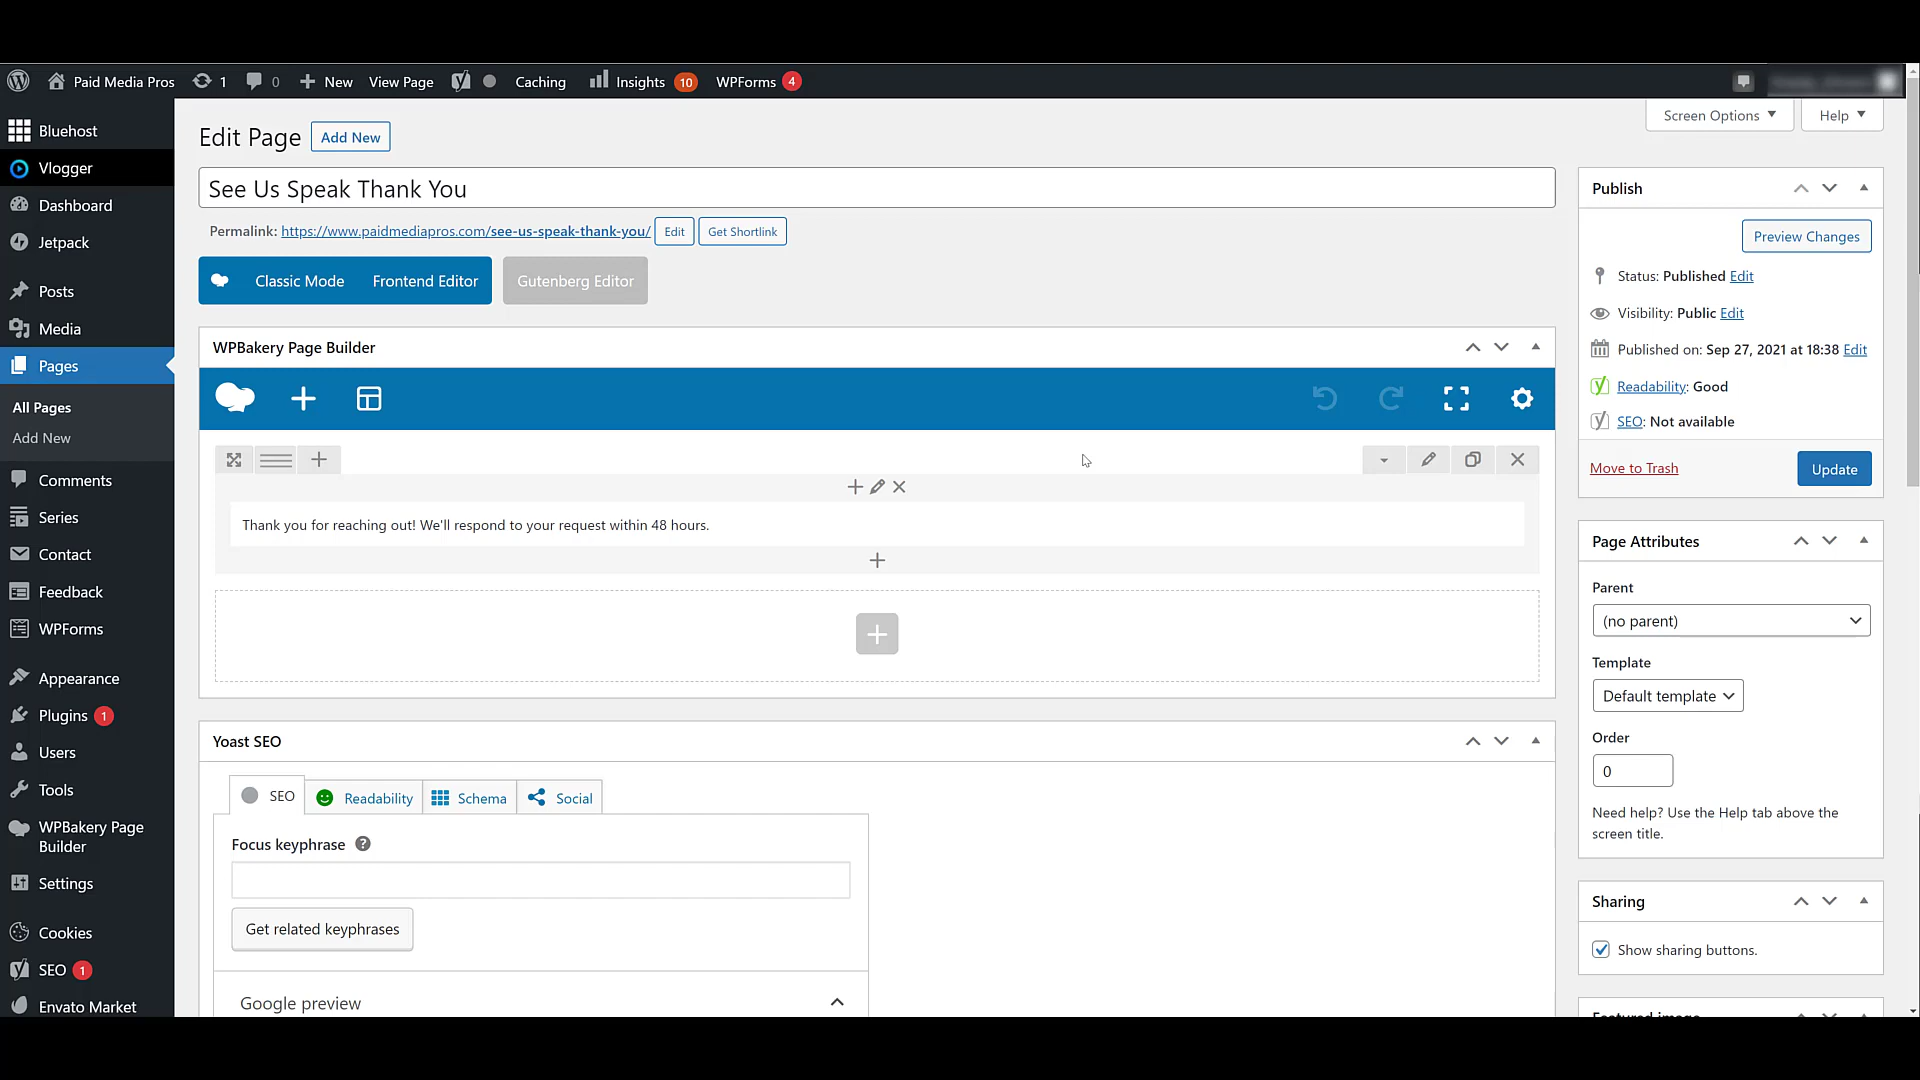 Paid Media Pros 1 0 New View Page Caching Insights 10 WPForms 4
Screen Options Help
Bluehost
Vlogger
Dashboard
Jetpack
Posts
Media
Pages
All Pages
Add New
Comments
Series
Contact
Feedback
WPForms
Appearance
Plugins 1
Users
Tools
WPBakery Page
Builder
Settings
Cookies
SEO 1
Envato Market
Edit Page Add New
See Us Speak Thank You
Permalink: https://www.paidmediapros.com/see-us-speak-thank-you/ Edit Get Shortlink
Classic Mode Frontend Editor Gutenberg Editor
WPBakery Page Builder
Thank you for reaching out! We'll respond to your request within 48 hours.
Yoast SEO
SEO Readability Schema Social
Focus keyphrase ?
Get related keyphrases
Google preview
Publish
Preview Changes
Status: Published Edit
Visibility: Public Edit
Published on: Sep 27, 2021 at 18:38 Edit
Readability: Good
SEO: Not available
Move to Trash Update
Page Attributes
Parent
(no parent)
Template
Default template
Order
0
Need help? Use the Help tab above the
screen title.
Sharing
Show sharing buttons.
Featured image